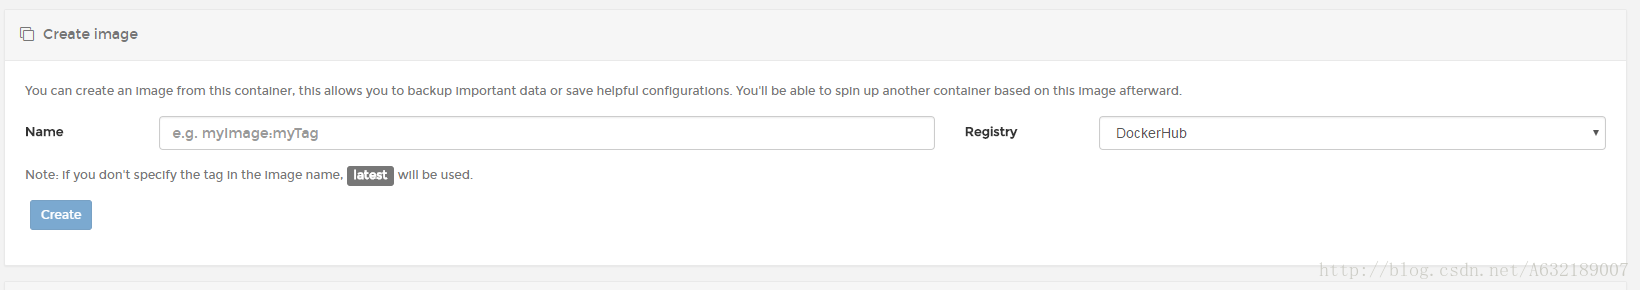 Create image
You can create an image from this container, this allows you to backup important data or save helpful configurations. You'll be able to spin up another container based on this image afterward.
Name e.g. myImage:myTag Registry DockerHub
Note: if you don't specify the tag in the image name, latest will be used.
Create
http://blog.csdn.net/A632189007